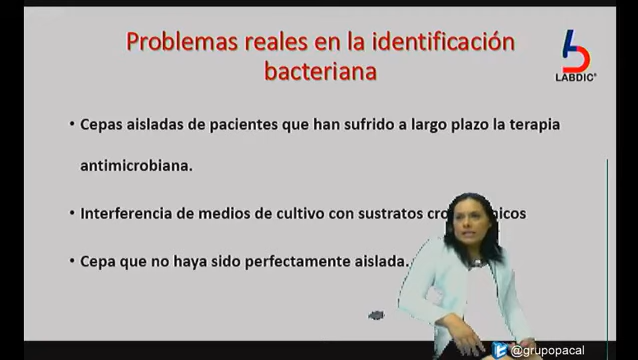 Problemas reales en la identificación
bacteriana
LABDIC®
• Cepas aisladas de pacientes que han sufrido a largo plazo la terapia
antimicrobiana.
• Interferencia de medios de cultivo con sustratos
• Cepa que no haya sido perfectamente aislada.
@grupopacal